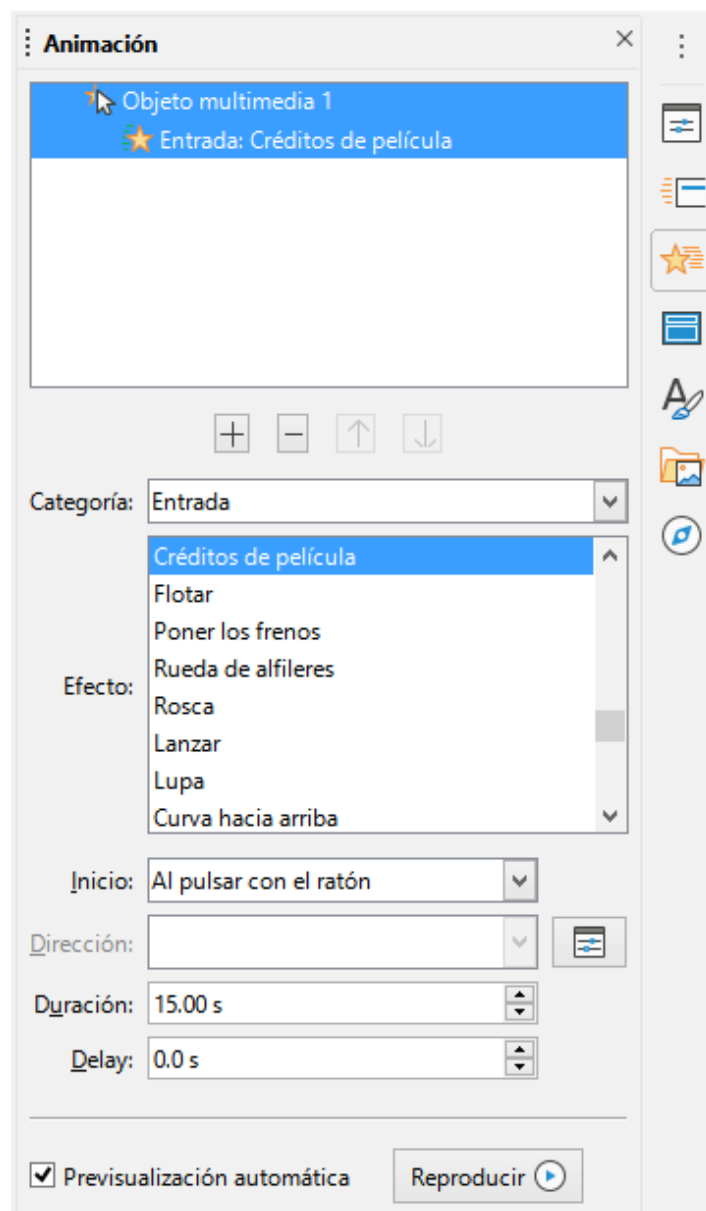 Animación
Objeto multimedia 1
Entrada: Créditos de película
Categoría: Entrada
Efecto:
Créditos de película
Flotar
Poner los frenos
Rueda de alfileres
Rosca
Lanzar
Lupa
Curva hacia arriba
Inicio: Al pulsar con el ratón
Dirección:
Duración: 15.00 s
Delay: 0.0 s
Previsualización automática Reproducir